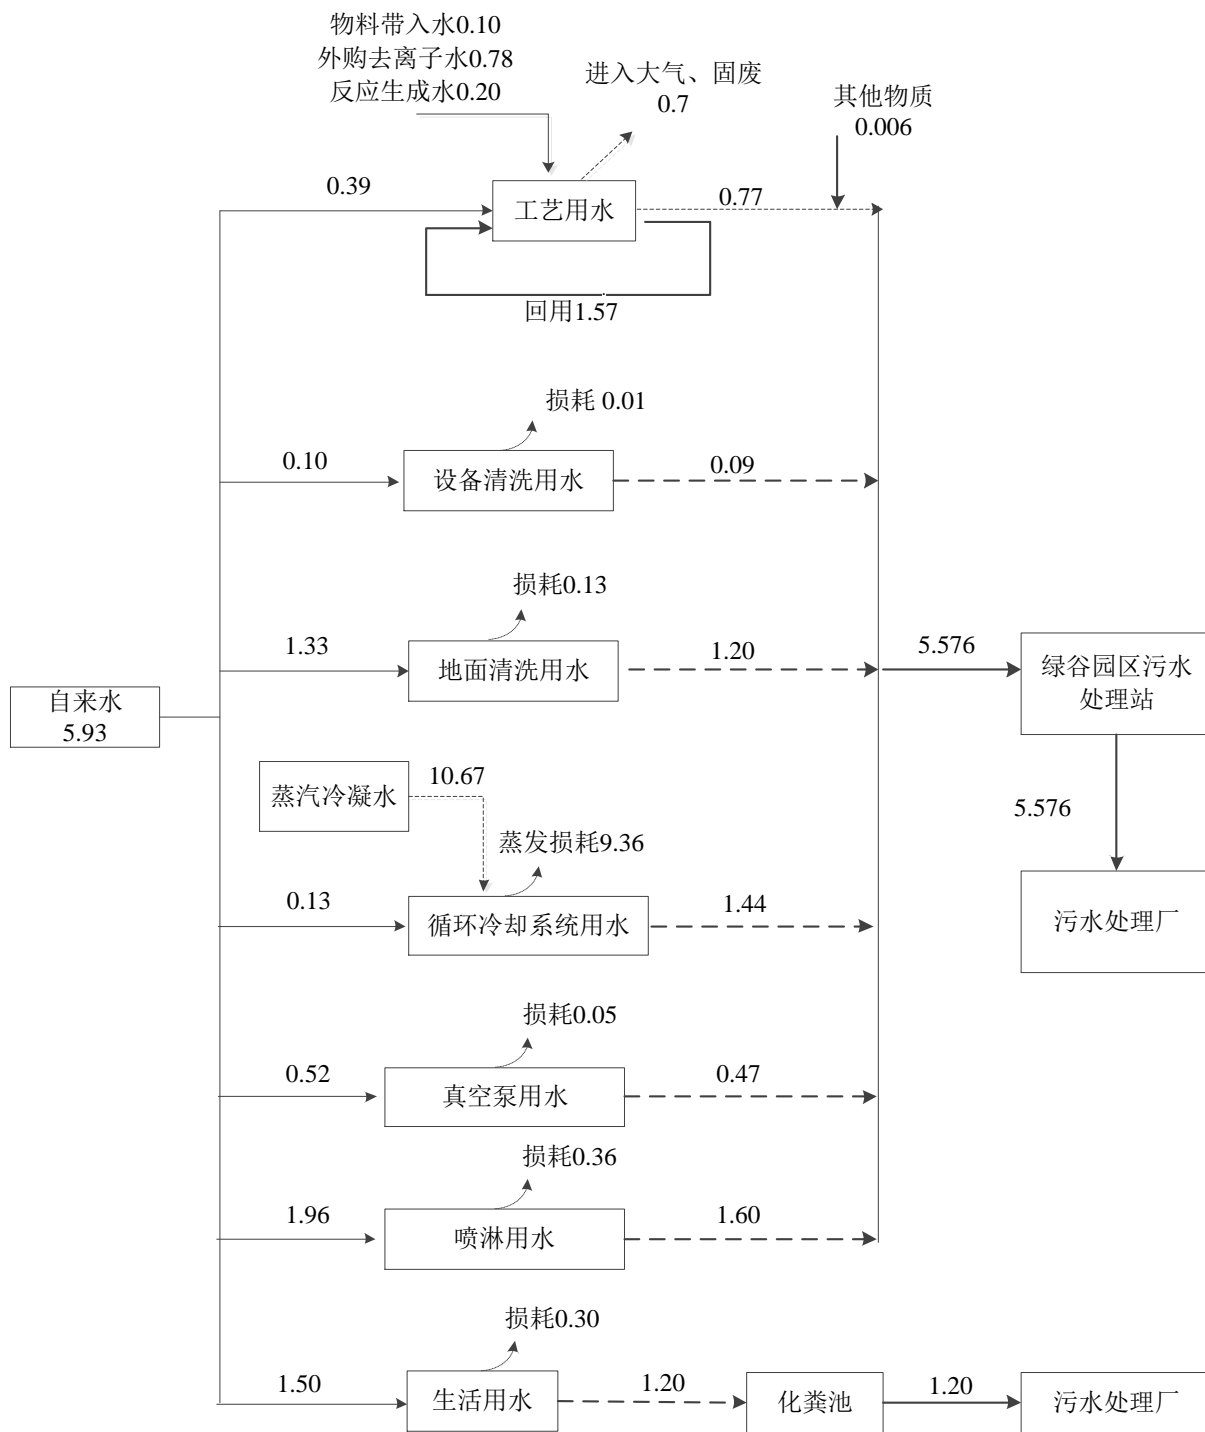 物料带入水0.10
外购去离子水0.78
反应生成水0.20
进入大气、固废
0.7
其他物质
0.006
0.39
工艺用水
0.77
回用1.57
损耗 0.01
0.10
设备清洗用水
0.09
损耗0.13
1.33
地面清洗用水
1.20
5.576
绿谷园区污水
处理站
自来水
5.93
蒸汽冷凝水
10.67
5.576
蒸发损耗9.36
0.13
循环冷却系统用水
1.44
污水处理厂
损耗0.05
0.52
真空泵用水
0.47
损耗0.36
1.96
喷淋用水
1.60
损耗0.30
1.50
生活用水
1.20
化粪池
1.20
污水处理厂